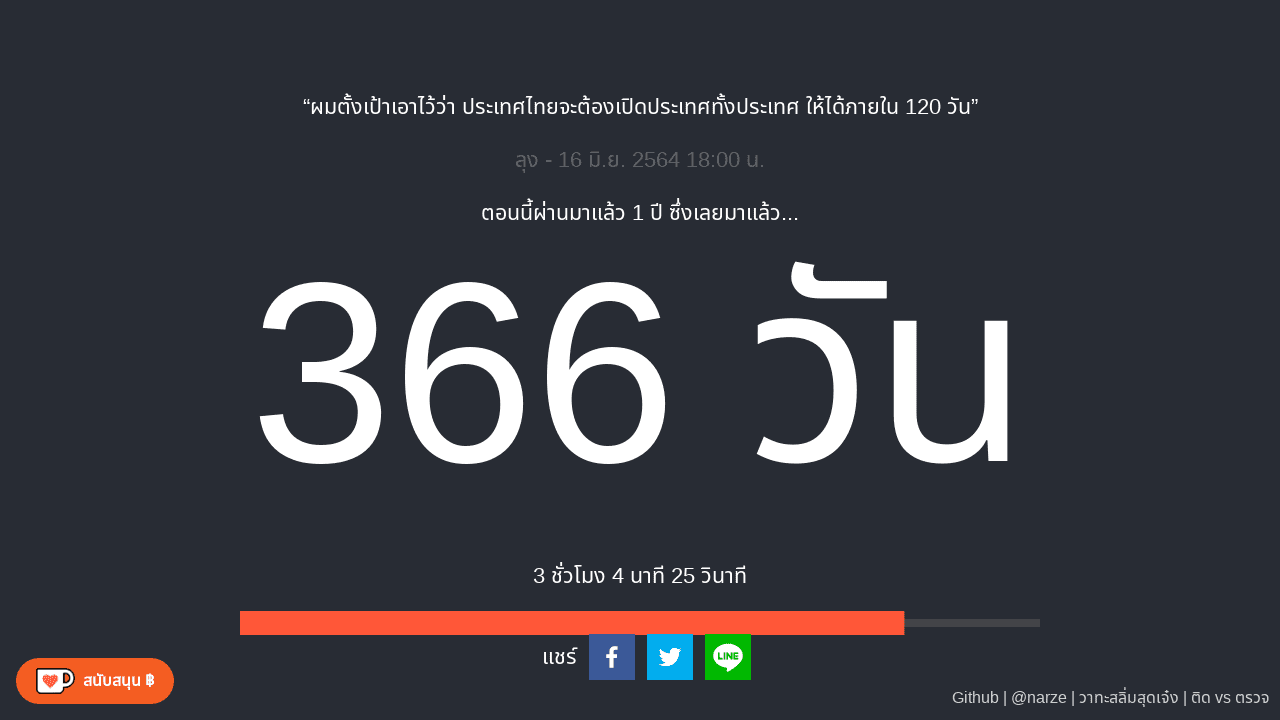 “ผมตั้งเป้าเอาไว้ว่า ประเทศไทยจะต้องเปิดประเทศทั้งประเทศ ให้ได้ภายใน 120 วัน”
ลุง - 16 มิ.ย. 2564 18:00 น.
ตอนนี้ผ่านมาแล้ว 1 ปี ซึ่งเลยมาแล้ว...
366 วัน
3 ชั่วโมง 4 นาที 25 วินาที
แชร์
LINE
สนับสนุน ฿
Github | @narze | วาทะสลิ่มสุดเจ๋ง | ติด vs ตรวจ